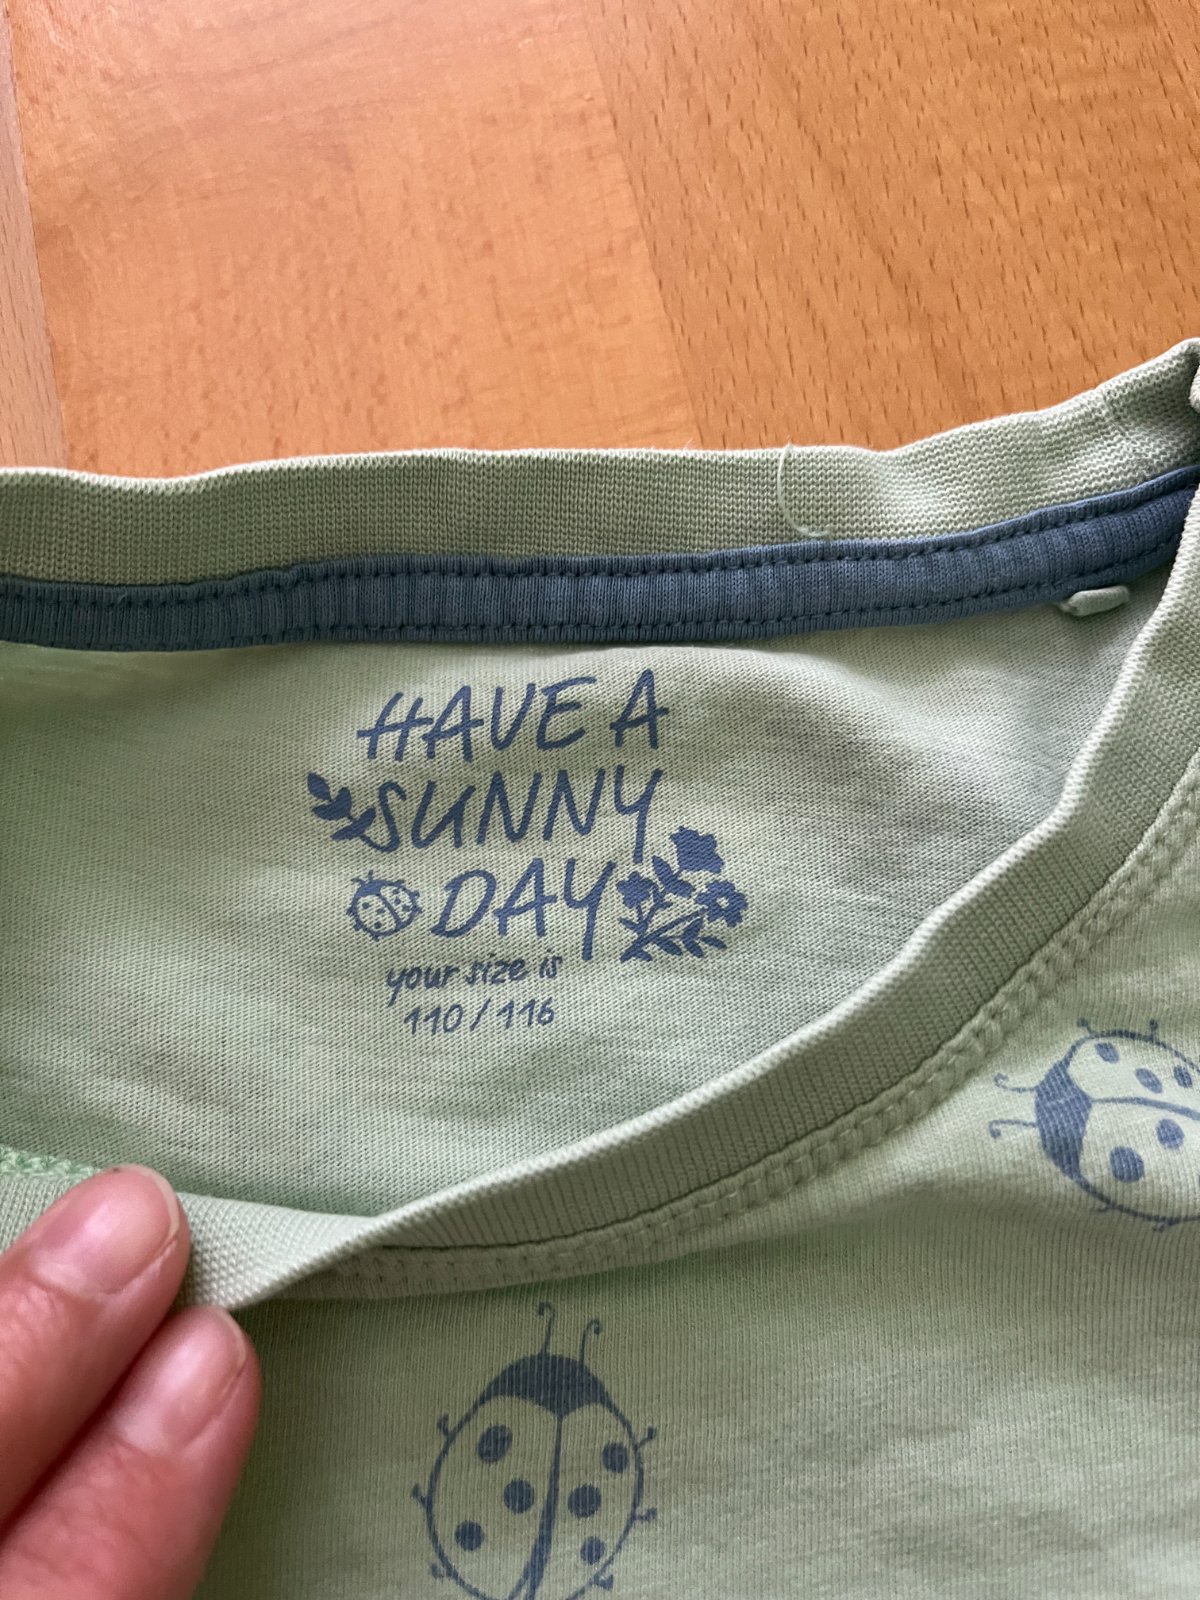 HAVE A
SUNNY
DAY
your size is
110 / 116